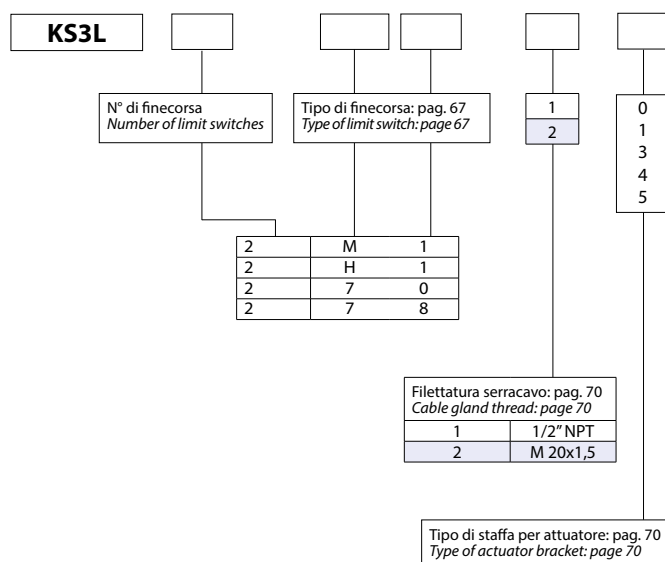 KS3L
N° di finecorsa
Number of limit switches
Tipo di finecorsa: pag. 67
Type of limit switch: page 67
1
2
0
1
3
4
5
2 M 1
2 H 1
2 7 0
2 7 8
Filettatura serracavo: pag. 70
Cable gland thread: page 70
1 1/2” NPT
2 M 20x1,5
Tipo di staffa per attuatore: pag. 70
Type of actuator bracket: page 70